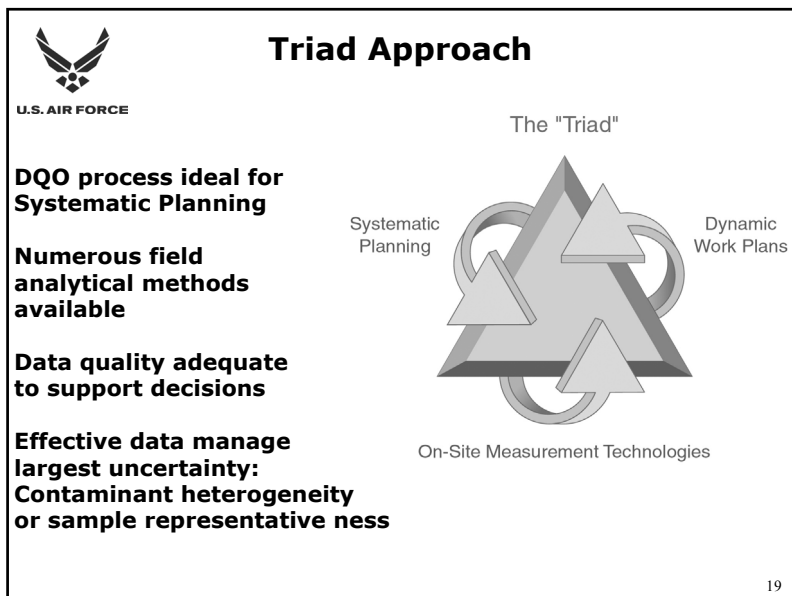 Triad Approach
U.S. AIR FORCE
DQO process ideal for
Systematic Planning
Numerous field
analytical methods
available
Data quality adequate
to support decisions
Effective data manage
largest uncertainty:
Contaminant heterogeneity
or sample representative ness
The "Triad"
Systematic
Planning
Dynamic
Work Plans
On-Site Measurement Technologies
19